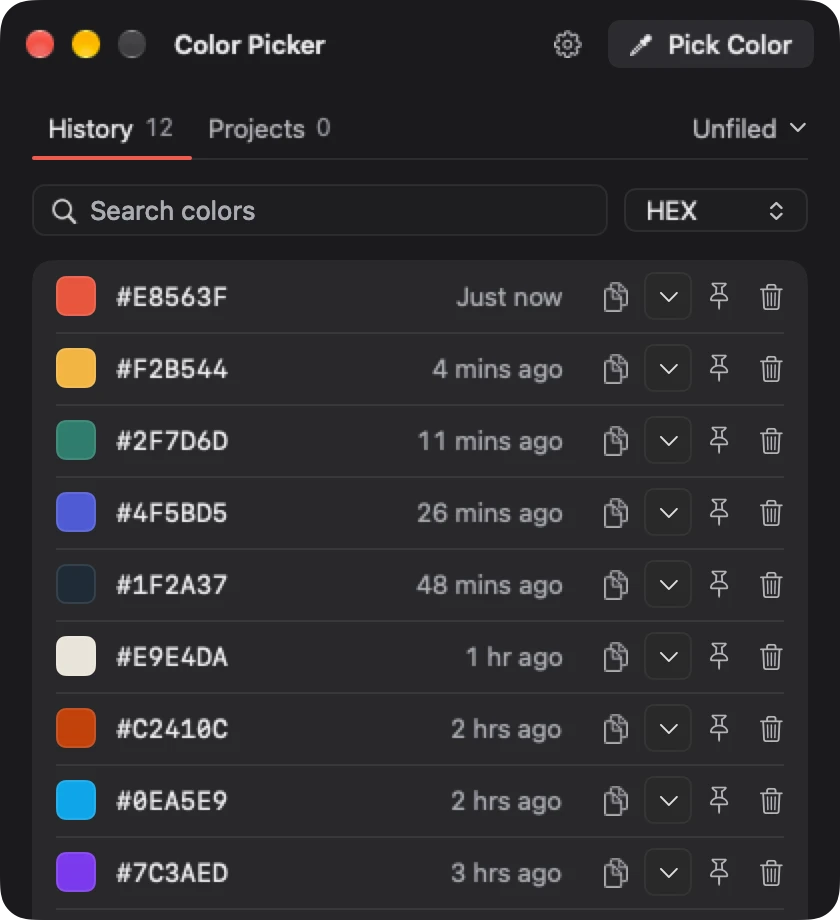 Color Picker Pick Color
History 12 Projects 0 Unfiled
Search colors HEX
#E8563F Just now
#F2B544 4 mins ago
#2F7D6D 11 mins ago
#4F5BD5 26 mins ago
#1F2A37 48 mins ago
#E9E4DA 1 hr ago
#C2410C 2 hrs ago
#0EA5E9 2 hrs ago
#7C3AED 3 hrs ago